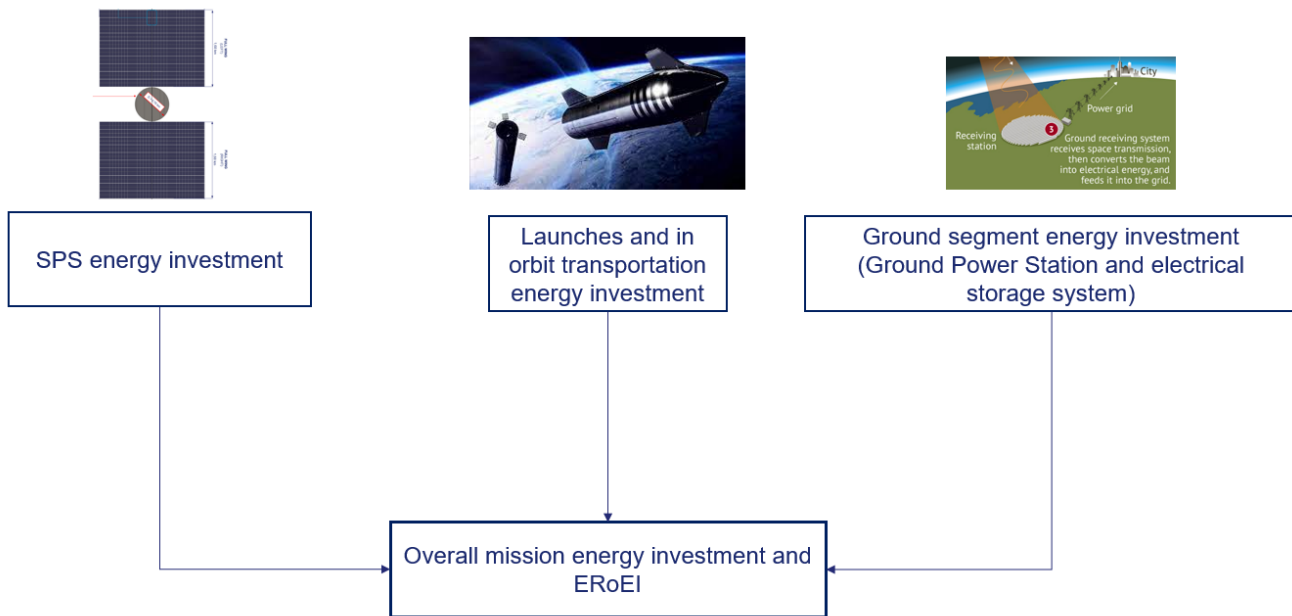 SPS energy investment
Launches and in
orbit transportation
energy investment
City
Power grid
Receiving
station
3
Ground receiving system
receives space transmission,
then converts the beam
into electrical energy, and
feeds it into the grid.
Ground segment energy investment
(Ground Power Station and electrical
storage system)
Overall mission energy investment and
ERoEI